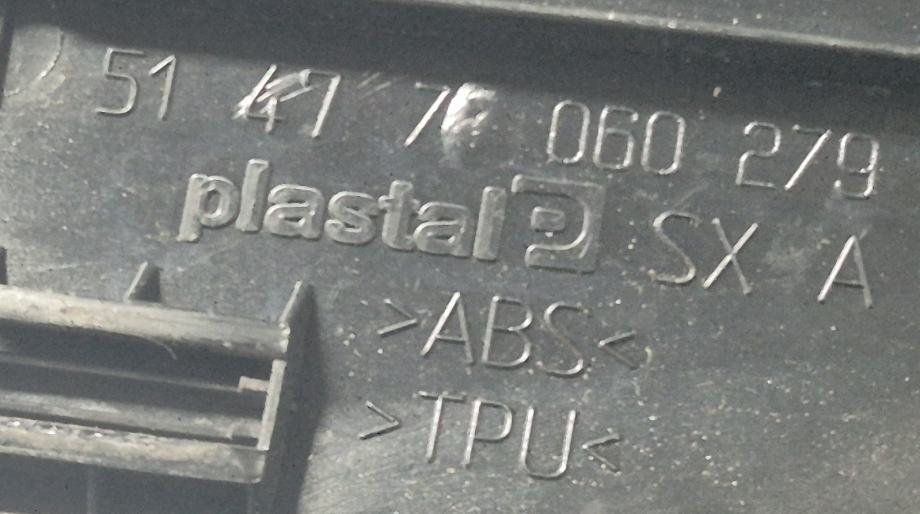 51 47 7 060 279
plastal SX A
>ABS<
>TPU<